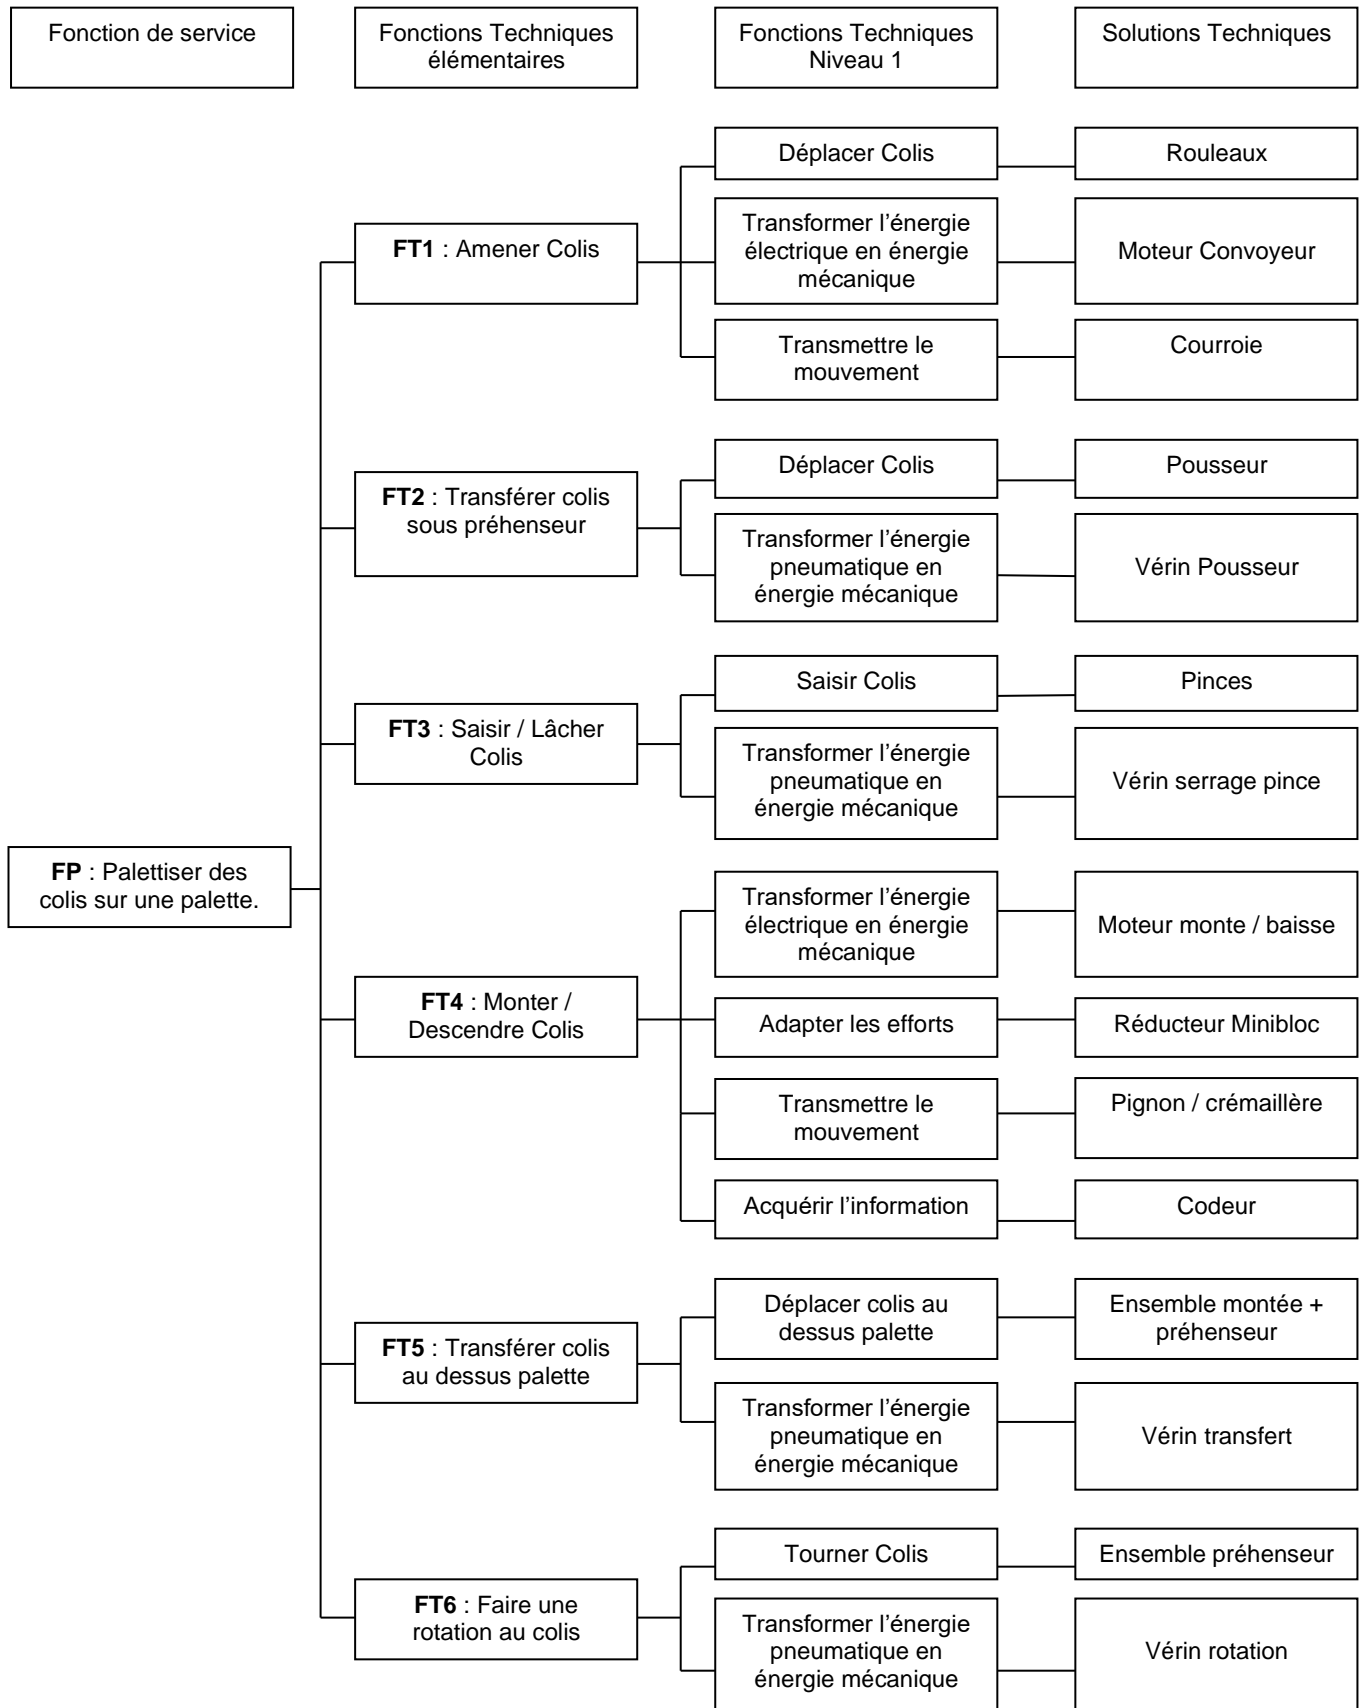 Fonction de service
Fonctions Techniques
élémentaires
Fonctions Techniques
Niveau 1
Solutions Techniques
Déplacer Colis
Rouleaux
FT1 : Amener Colis
Transformer l'énergie
électrique en énergie
mécanique
Moteur Convoyeur
Transmettre le
mouvement
Courroie
FT2 : Transférer colis
sous préhenseur
Déplacer Colis
Pousseur
Transformer l'énergie
pneumatique en
énergie mécanique
Vérin Pousseur
FT3 : Saisir / Lâcher
Colis
Saisir Colis
Pinces
Transformer l'énergie
pneumatique en
énergie mécanique
Vérin serrage pince
FP : Palettiser des
colis sur une palette.
FT4 : Monter /
Descendre Colis
Transformer l'énergie
électrique en énergie
mécanique
Moteur monte / baisse
Adapter les efforts
Réducteur Minibloc
Transmettre le
mouvement
Pignon / crémaillère
Acquérir l'information
Codeur
FT5 : Transférer colis
au dessus palette
Déplacer colis au
dessus palette
Ensemble montée +
préhenseur
Transformer l'énergie
pneumatique en
énergie mécanique
Vérin transfert
FT6 : Faire une
rotation au colis
Tourner Colis
Ensemble préhenseur
Transformer l'énergie
pneumatique en
énergie mécanique
Vérin rotation